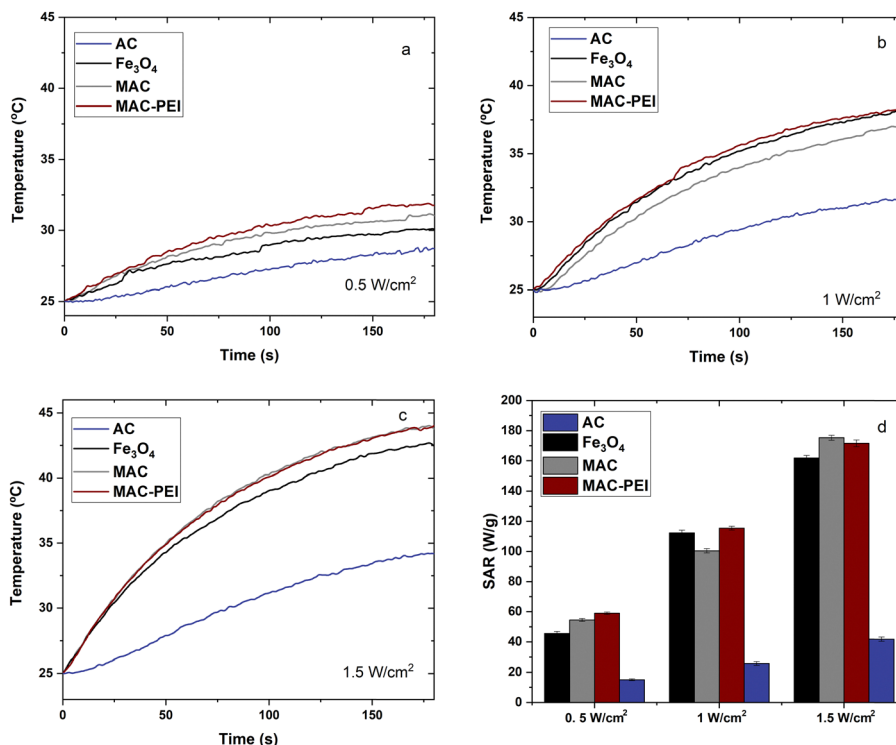 a
AC
Fe₃O₄
MAC
MAC-PEI
45
40
35
30
25
0
50
100
150
Temperature (ºC)
Time (s)
0.5 W/cm²
b
AC
Fe₃O₄
MAC
MAC-PEI
45
40
35
30
25
0
50
100
150
Temperature (ºC)
Time (s)
1 W/cm²
c
AC
Fe₃O₄
MAC
MAC-PEI
45
40
35
30
25
0
50
100
150
Temperature (ºC)
Time (s)
1.5 W/cm²
d
AC
Fe₃O₄
MAC
MAC-PEI
200
180
160
140
120
100
80
60
40
20
0
SAR (W/g)
0. 5 W/cm²
1 W/cm²
1.5 W/cm²